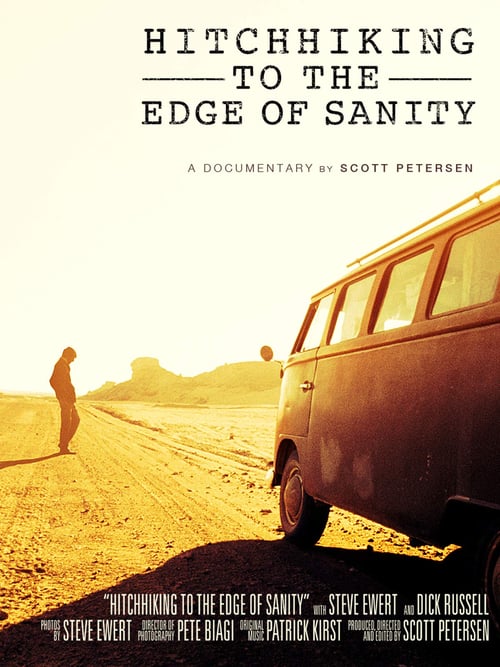 HITCHHIKING
TO THE
EDGE OF SANITY
A DOCUMENTARY BY SCOTT PETERSEN
"HITCHHIKING TO THE EDGE OF SANITY" WITH STEVE EWERT AND DICK RUSSELL
PHOTOS BY STEVE EWERT DIRECTOR OF PHOTOGRAPHY PETE BIAGI ORIGINAL MUSIC PATRICK KIRST PRODUCED, DIRECTED AND EDITED BY SCOTT PETERSEN